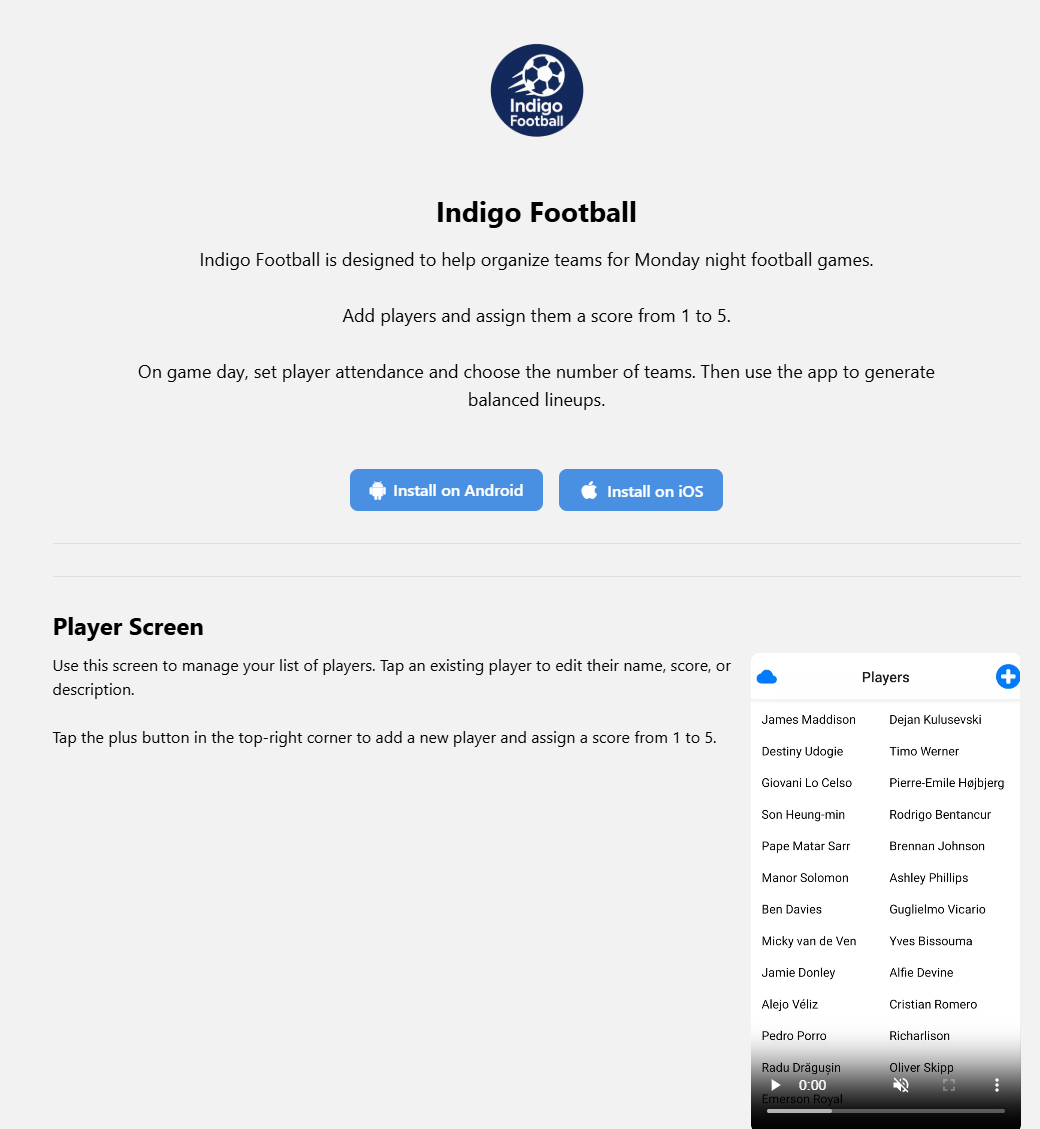 Indigo
Football
Indigo Football
Indigo Football is designed to help organize teams for Monday night football games.
Add players and assign them a score from 1 to 5.
On game day, set player attendance and choose the number of teams. Then use the app to generate
balanced lineups.
Install on Android
Install on iOS
Player Screen
Use this screen to manage your list of players. Tap an existing player to edit their name, score, or
description.
Tap the plus button in the top-right corner to add a new player and assign a score from 1 to 5.
Players
James Maddison
Dejan Kulusevski
Destiny Udogie
Timo Werner
Giovani Lo Celso
Pierre-Emile Højbjerg
Son Heung-min
Rodrigo Bentancur
Pape Matar Sarr
Brennan Johnson
Manor Solomon
Ashley Phillips
Ben Davies
Guglielmo Vicario
Micky van de Ven
Yves Bissouma
Jamie Donley
Alfie Devine
Alejo Véliz
Cristian Romero
Pedro Porro
Richarlison
Radu Drăgușin
Oliver Skipp
0:00
Emerson Royal